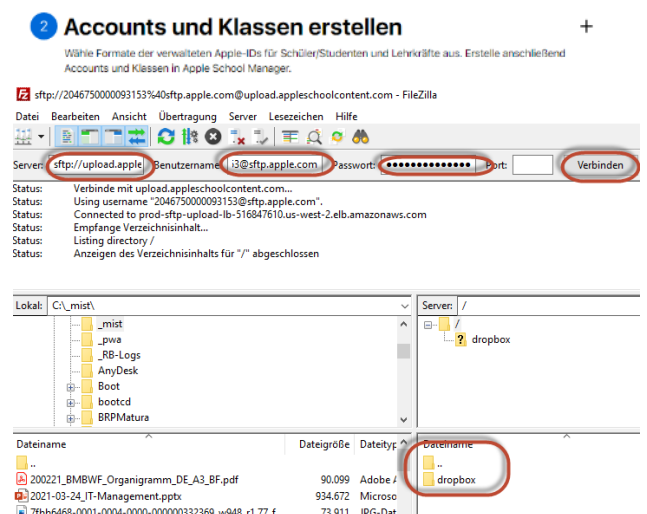 2 Accounts und Klassen erstellen +
Wähle Formate der verwalteten Apple-IDs für Schüler/Studenten und Lehrkräfte aus. Erstelle anschließend
Accounts und Klassen in Apple School Manager.
sftp://2046750000093153%40sftp.apple.com@upload.appleschoolcontent.com - FileZilla
Datei Bearbeiten Ansicht Übertragung Server Lesezeichen Hilfe
Server: sftp://upload.apple Benutzername: i3@sftp.apple.com Passwort: ●●●●●●●●●●●●●● Port: Verbinden
Status: Verbinde mit upload.appleschoolcontent.com...
Status: Using username "2046750000093153@sftp.apple.com".
Status: Connected to prod-sftp-upload-lb-516847610.us-west-2.elb.amazonaws.com
Status: Empfange Verzeichnisinhalt...
Status: Listing directory /
Status: Anzeigen des Verzeichnisinhalts für "/" abgeschlossen
Lokal: C:\_mist\ Server: /
_mist /
_pwa ? dropbox
_RB-Logs
AnyDesk
Boot
bootcd
BRPMatura
Dateiname Dateigröße Dateityp Dateiname
.. ..
200221_BMBWF_Organigramm_DE_A3_BF.pdf 90.099 Adobe A dropbox
2021-03-24_IT-Management.pptx 934.672 Microso
7fbb6468-0001-0004-0000-000000332369_w948_r1.77_f 73.911 JPG-Dat